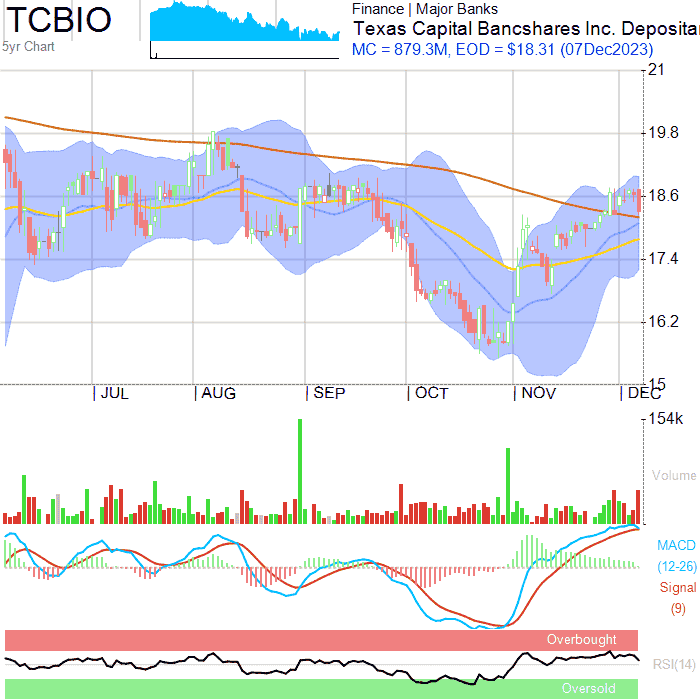 TCBIO
5yr Chart
Finance | Major Banks
Texas Capital Bancshares Inc. Deposita
MC = 879.3M, EOD = $18.31 (07Dec2023)
21
19.8
18.6
17.4
16.2
15
JUL AUG SEP OCT NOV DEC
154k
Volume
MACD
(12-26)
Signal
(9)
Overbought
RSI(14)
Oversold